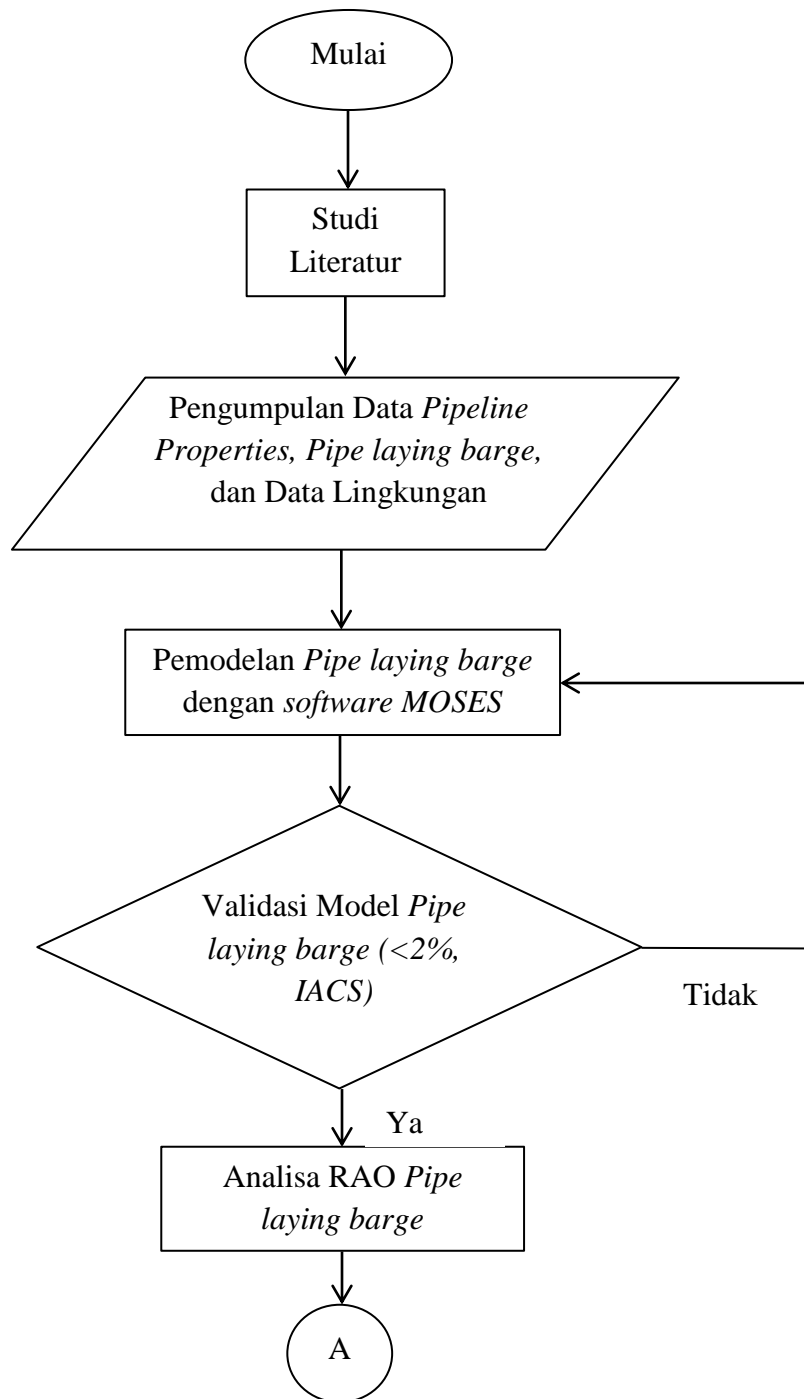 Mulai
Studi
Literatur
Pengumpulan Data Pipeline
Properties, Pipe laying barge,
dan Data Lingkungan
Pemodelan Pipe laying barge
dengan software MOSES
Validasi Model Pipe
laying barge (<2%,
IACS)
Tidak
Ya
Analisa RAO Pipe
laying barge
A